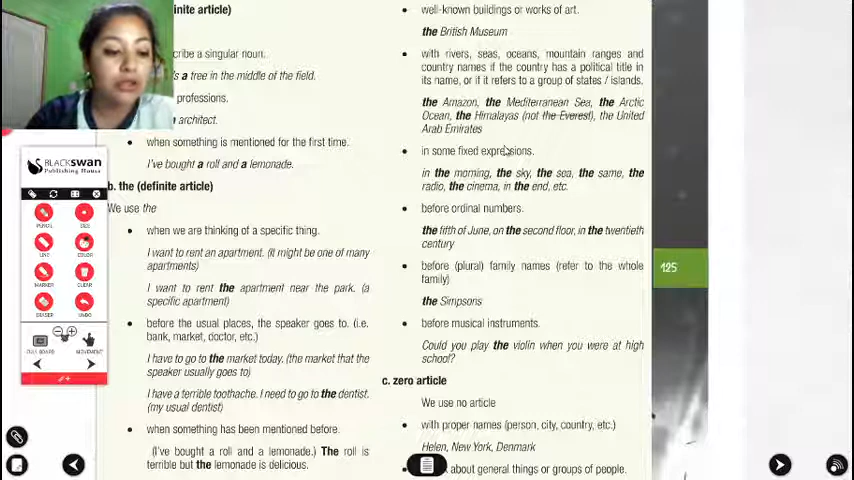 inite article)
cribe a singular noun.
s a tree in the middle of the field.
professions.
architect.
• when something is mentioned for the first time.
I've bought a roll and a lemonade.
b. the (definite article)
We use the
• when we are thinking of a specific thing.
I want to rent an apartment. (It might be one of many
apartments)
I want to rent the apartment near the park. (a
specific apartment)
• before the usual places, the speaker goes to. (i.e.
bank, market, doctor, etc.)
I have to go to the market today. (the market that the
speaker usually goes to)
I have a terrible toothache. I need to go to the dentist.
(my usual dentist)
• when something has been mentioned before.
(I've bought a roll and a lemonade.) The roll is
terrible but the lemonade is delicious.
• well-known buildings or works of art.
the British Museum
• with rivers, seas, oceans, mountain ranges and
country names if the country has a political title in
its name, or if it refers to a group of states / islands.
the Amazon, the Mediterranean Sea, the Arctic
Ocean, the Himalayas (not the Everest), the United
Arab Emirates
• in some fixed expressions.
in the morning, the sky, the sea, the same, the
radio, the cinema, in the end, etc.
• before ordinal numbers.
the fifth of June, on the second floor, in the twentieth
century
• before (plural) family names (refer to the whole
family)
the Simpsons
• before musical instruments.
Could you play the violin when you were at high
school?
c. zero article
We use no article
• with proper names (person, city, country, etc.)
Helen, New York, Denmark
about general things or groups of people.
125
BLACKswan
Publishing House
LINE
COLOR
MARKER
CLEAR
ERASER
UNDO
FULL BOARD
MOVEMENT